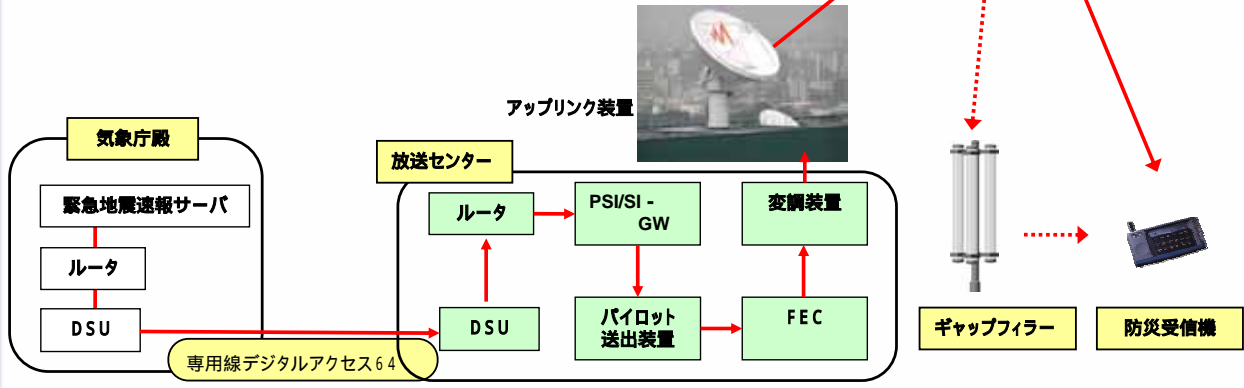 アップリンク装置
気象庁殿
放送センター
緊急地震速報サーバ
ルータ
DSU
ルータ
PSI/SI -
GW
変調装置
DSU
パイロット
送出装置
FEC
専用線デジタルアクセス64
ギャップフィラー
防災受信機